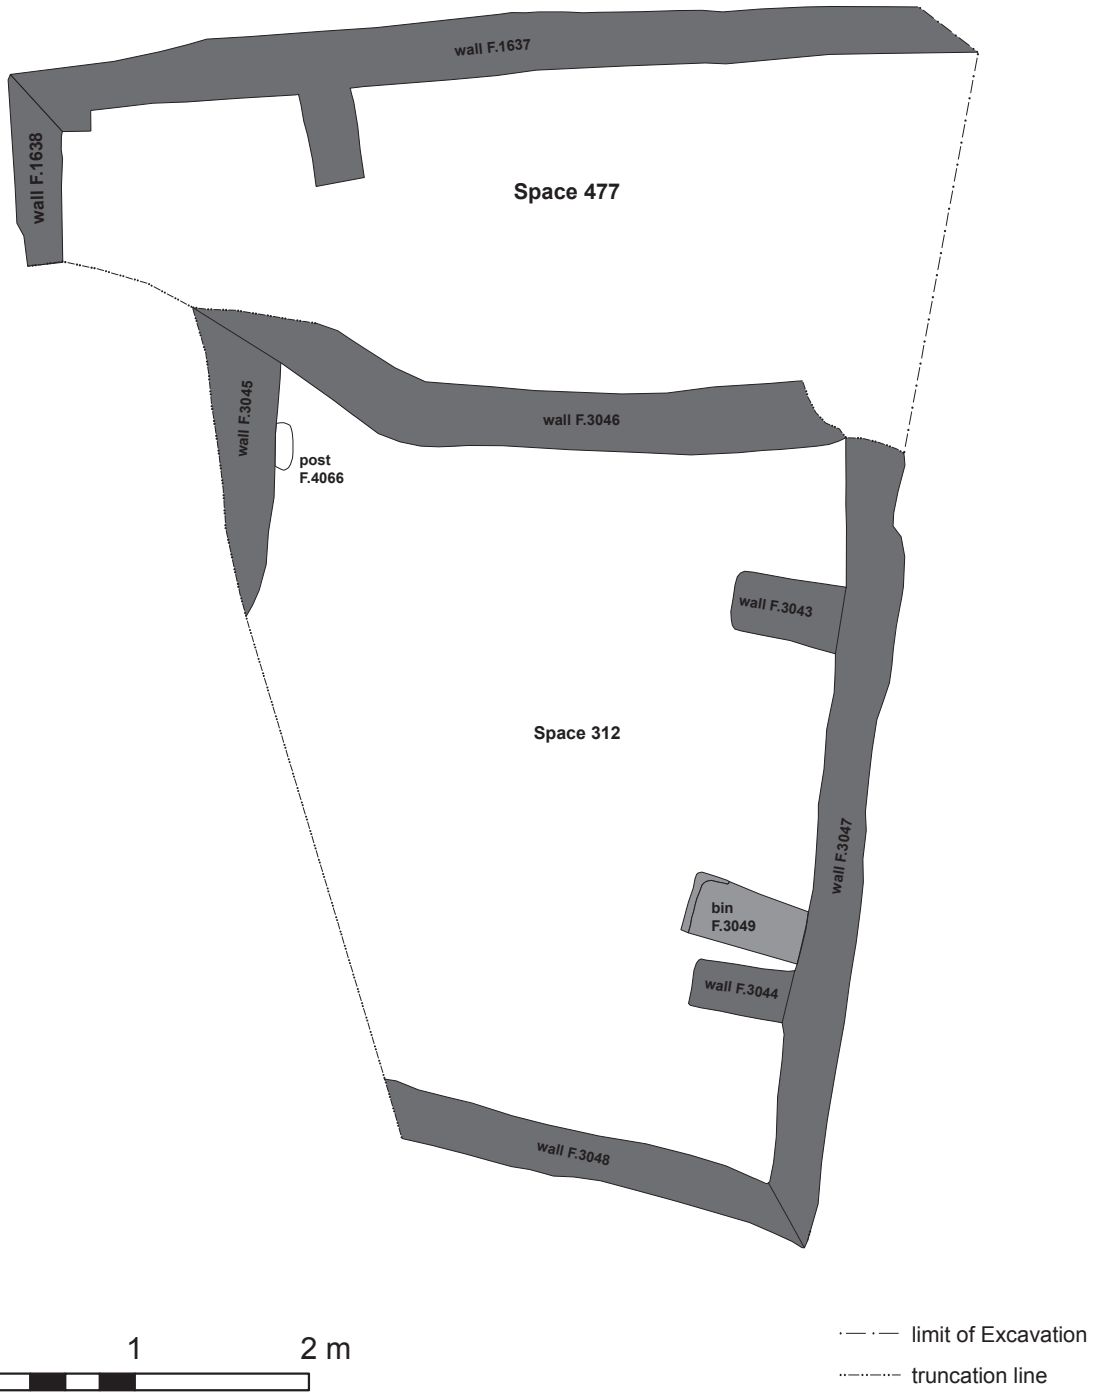 wall F.1637
wall F.1638
Space 477
wall F.3045
wall F.3046
post
F.4066
wall F.3043
Space 312
wall F.3047
bin
F.3049
wall F.3044
wall F.3048
1
2 m
limit of Excavation
truncation line